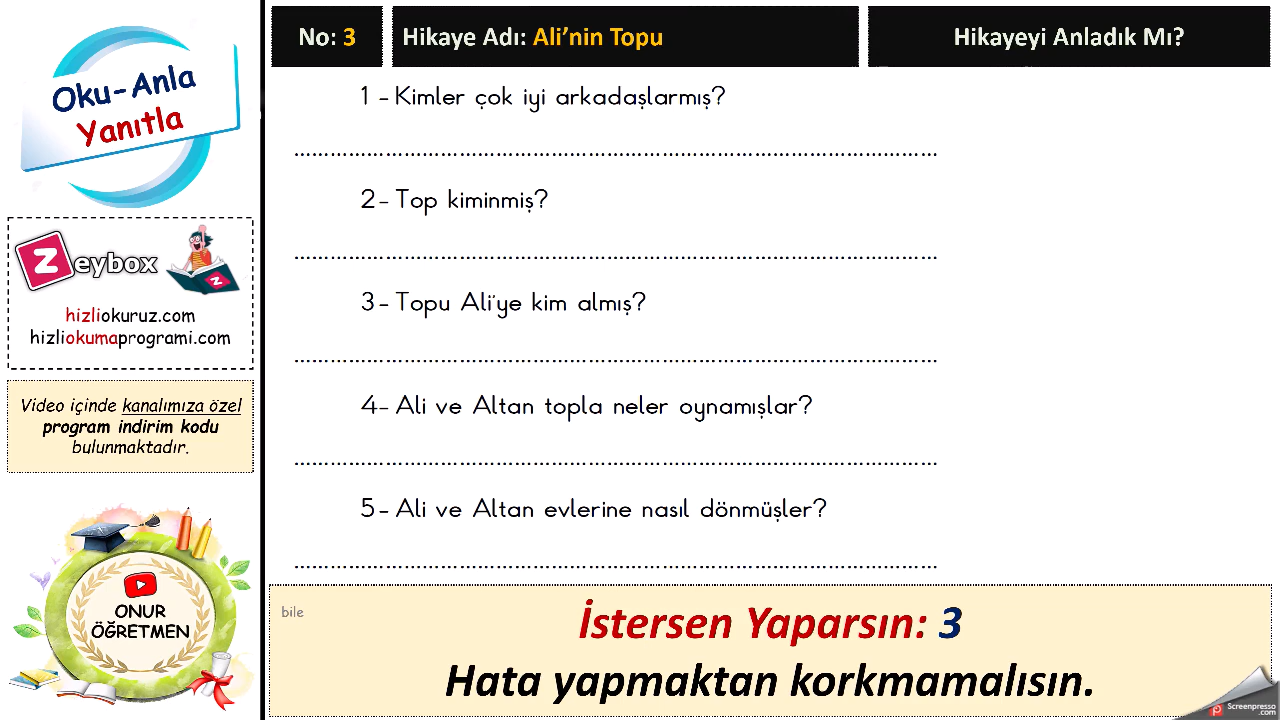 Oku-Anla
Yanıtla
Zeybox
hizliokuruz.com
hizliokumaprogrami.com
Video içinde kanalımıza özel
program indirim kodu
bulunmaktadır.
ONUR
ÖĞRETMEN
No: 3
Hikaye Adı: Ali’nin Topu
Hikayeyi Anladık Mı?
1 - Kimler çok iyi arkadaşlarmış?
2- Top kiminmiş?
3- Topu Ali’ye kim almış?
4- Ali ve Altan topla neler oynamışlar?
5- Ali ve Altan evlerine nasıl dönmüşler?
bile
İstersen Yaparsın: 3
Hata yapmaktan korkmamalısın.
Screenpresso
.com